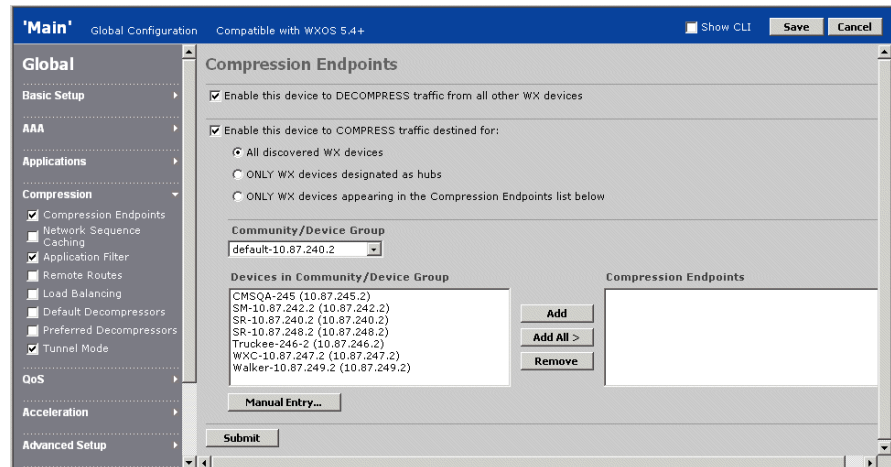 'Main' Global Configuration Compatible with WXOS 5.4+ Show CLI Save Cancel
Global
Basic Setup
AAA
Applications
Compression
Compression Endpoints
Network Sequence
Caching
Application Filter
Remote Routes
Load Balancing
Default Decompressors
Preferred Decompressors
Tunnel Mode
QoS
Acceleration
Advanced Setup
Compression Endpoints
Enable this device to DECOMPRESS traffic from all other WX devices
Enable this device to COMPRESS traffic destined for:
All discovered WX devices
ONLY WX devices designated as hubs
ONLY WX devices appearing in the Compression Endpoints list below
Community/Device Group
default-10.87.240.2
Devices in Community/Device Group
CMSQA-245 (10.87.245.2)
SM-10.87.242.2 (10.87.242.2)
SR-10.87.240.2 (10.87.240.2)
SR-10.87.248.2 (10.87.248.2)
Truckee-246-2 (10.87.246.2)
WXC-10.87.247.2 (10.87.247.2)
Walker-10.87.249.2 (10.87.249.2)
Add
Add All >
Remove
Compression Endpoints
Manual Entry...
Submit